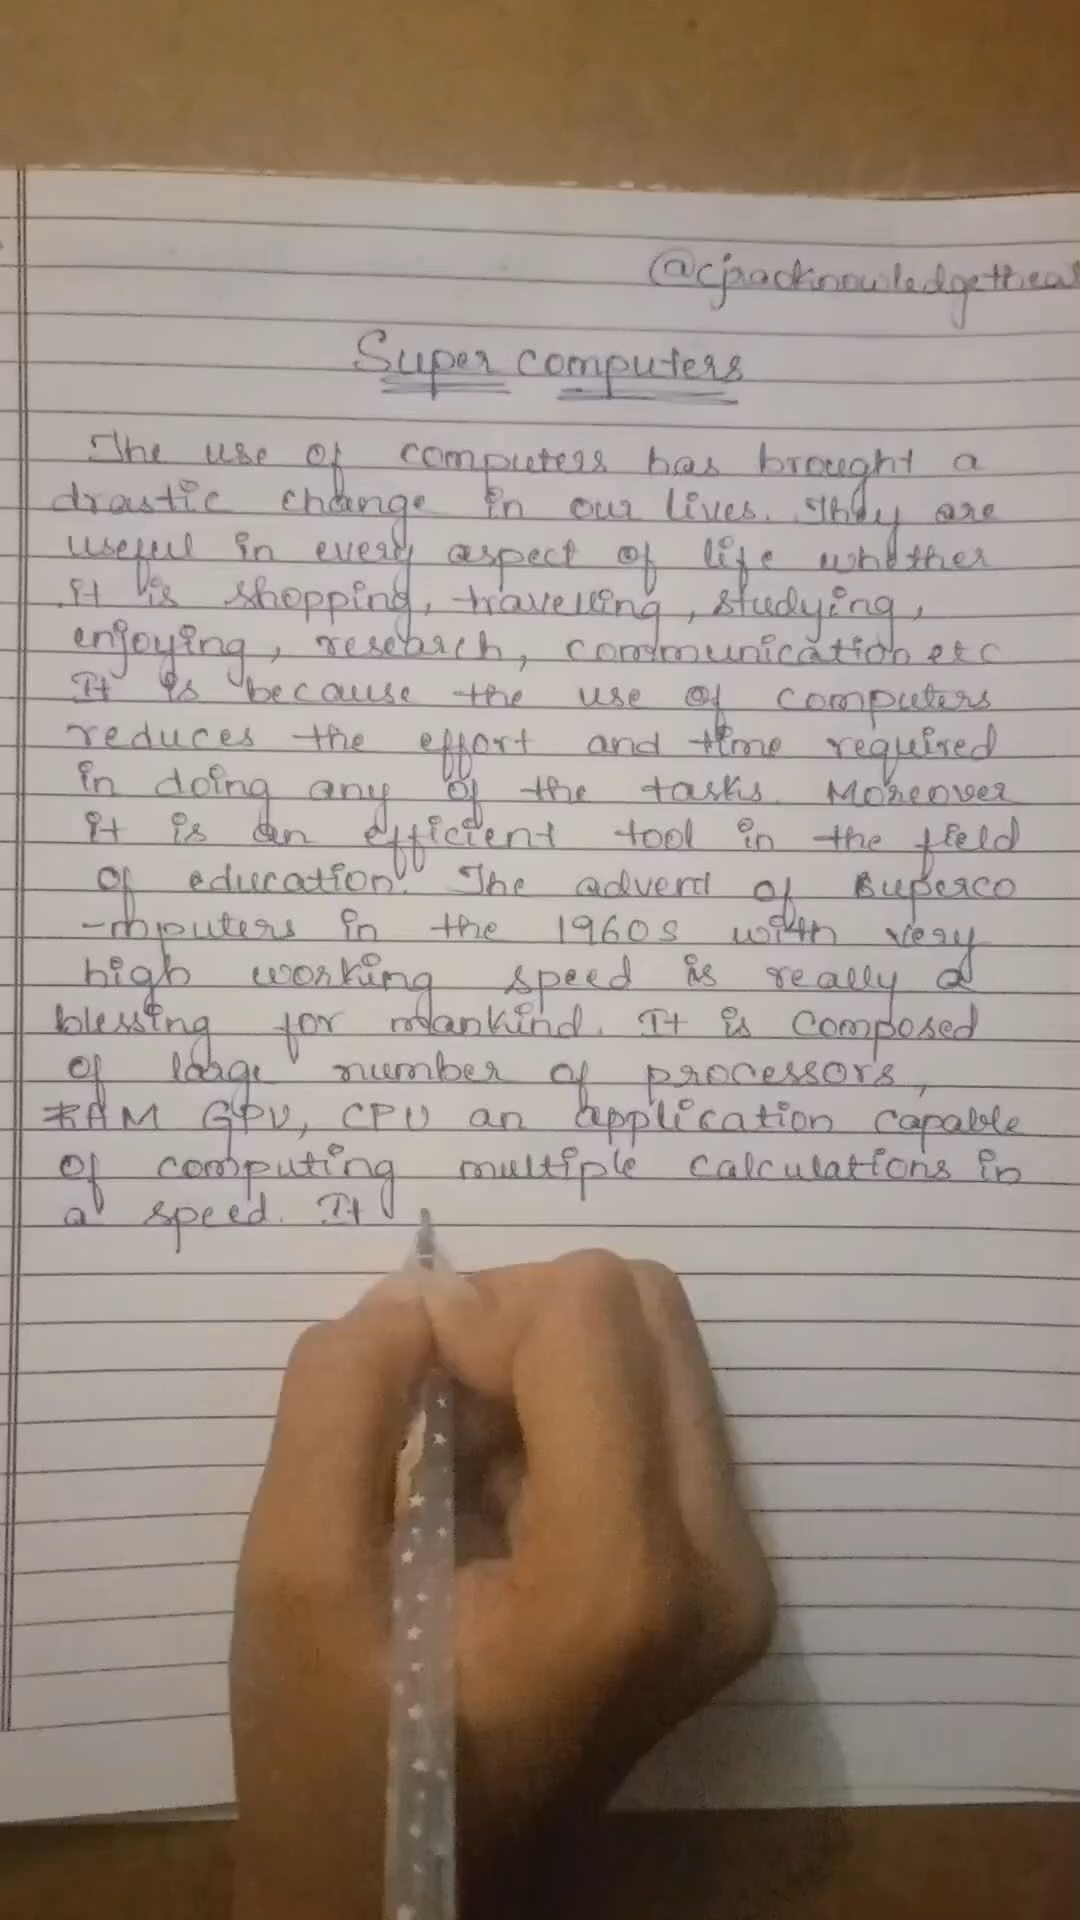 @cjracknowledgethea
Super computers
The use of computers has brought a
drastic change in our lives. They are
useful in every aspect of life whether
it is shopping, travelling, studying,
enjoying, research, communication etc
It is because the use of computers
reduces the effort and time required
in doing any of the tasks. Moreover
it is an efficient tool in the field
of education. The advent of superco
-mputers in the 1960s with very
high working speed is really a
blessing for mankind. It is composed
of large number of processors,
RAM GPU, CPU an application capable
of computing multiple calculations in
a speed. It